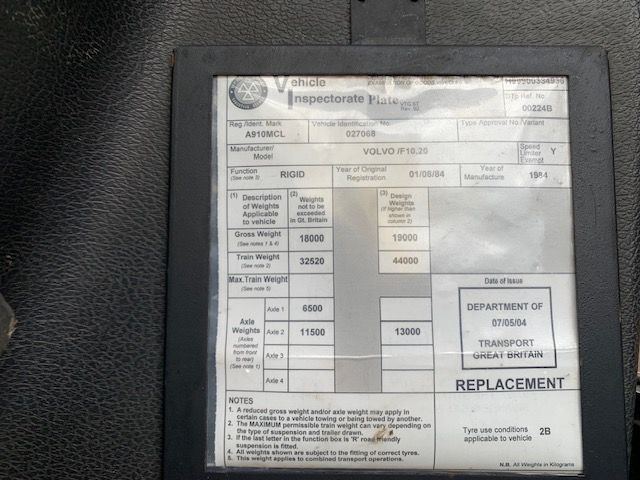 Vehicle
EXAMINATION OF GOODS VEHICLES
H99900334936
Inspectorate Plate VTG 6T
DTp Ref. No.
00224B
Reg./Ident. Mark Vehicle Identification No. Type Approval No./Variant
A910MCL 027068
Manufacturer/ Model VOLVO /F10.20 Speed Limiter Exempt Y
Function (See note 3) RIGID Year of Original Registration 01/08/84 Year of Manufacture 1984
(1) Description of Weights Applicable to vehicle
(2) Weights not to be exceeded in Gt. Britain
(3) Design Weights (if higher than shown in column 2)
Gross Weight (See notes 1 & 4) 18000 19000
Train Weight (See note 2) 32520 44000
Max.Train Weight (See note 5)
Axle Weights (Axles numbered from front to rear) (See note 1)
Axle 1 6500
Axle 2 11500 13000
Axle 3
Axle 4
Date of Issue
DEPARTMENT OF
07/05/04
TRANSPORT
GREAT BRITAIN
REPLACEMENT
NOTES
1. A reduced gross weight and/or axle weight may apply in
certain cases to a vehicle towing or being towed by another.
2. The MAXIMUM permissible train weight can vary depending on
the type of suspension and trailer drawn.
3. If the last letter in the function box is 'R' road friendly
suspension is fitted.
4. All weights shown are subject to the fitting of correct tyres.
5. This weight applies to combined transport operations.
Tyre use conditions
applicable to vehicle 2B
N.B. All Weights in Kilograms